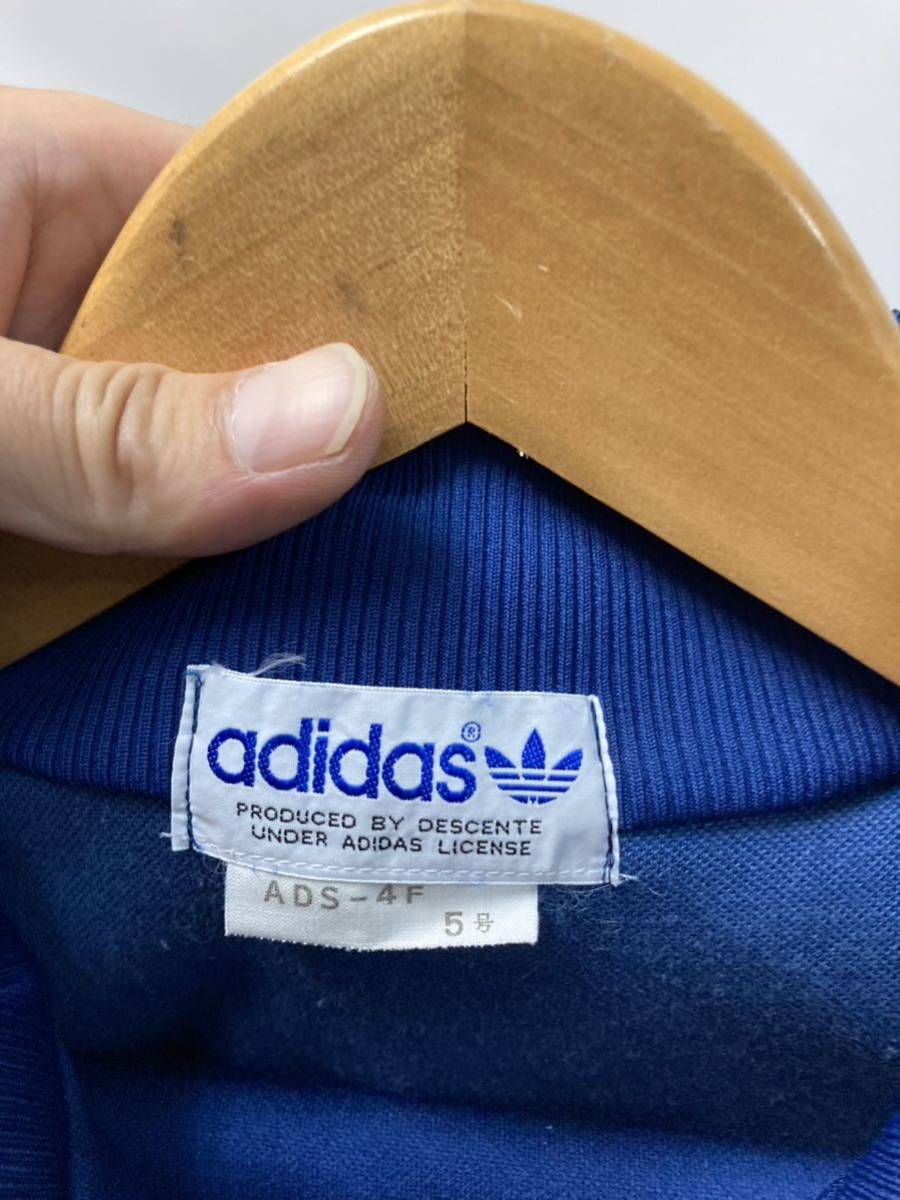 adidas®
PRODUCED BY DESCENTE
UNDER ADIDAS LICENSE
ADS-4F
5号